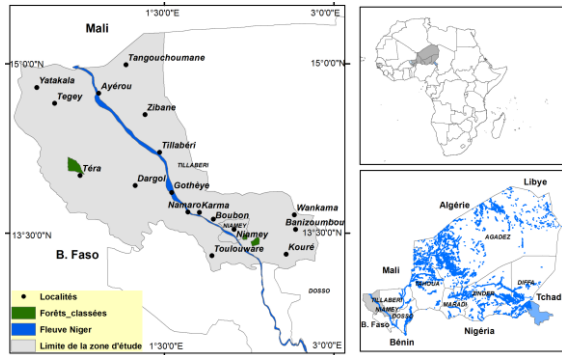 1°30'0"E
3°0'0"E
Mali
15°0'0"N
15°0'0"N
Tangouchoumane
Yatakala
Tegey
Ayérou
Zibane
Tillabéri
TILLABERI
Téra
Dargol
Gothèye
Namaro
Karma
Boubon
Wankama
Banizoumbou
NIAMEY
Niamey
13°30'0"N
13°30'0"N
B. Faso
Toulouware
Kouré
DOSSO
Localités
Forêts_classées
Fleuve Niger
Limite de la zone d'étude
1°30'0"E
3°0'0"E
Libye
Algérie
AGADEZ
Mali
TAHOUA
DIFFA
ZINDER
Tchad
TILLABERI
MARADI
NIAMEY
DOSSO
B. Faso
Nigéria
Bénin